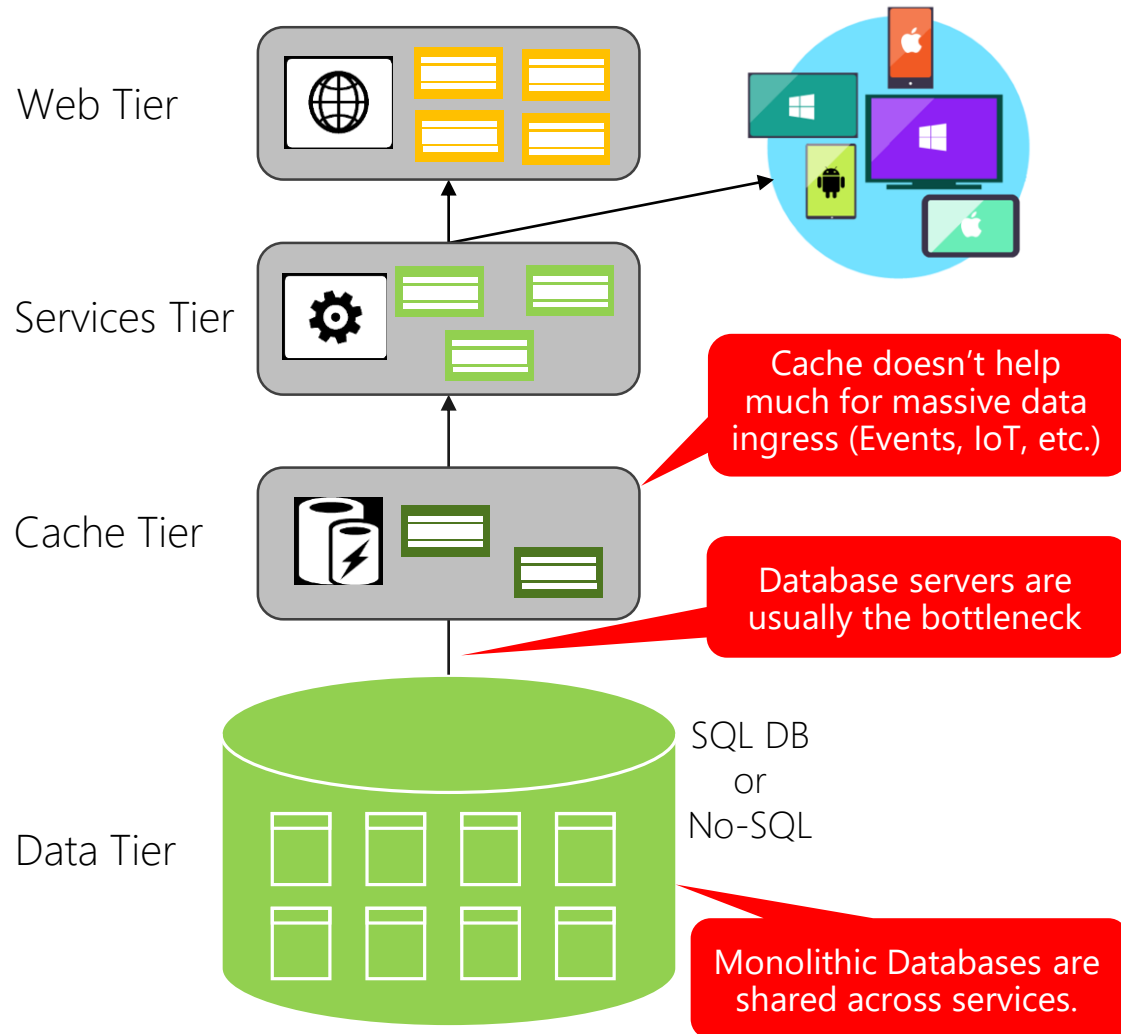 Web Tier
Services Tier
Cache doesn’t help
much for massive data
ingress (Events, IoT, etc.)
Cache Tier
Database servers are
usually the bottleneck
SQL DB
or
No-SQL
Data Tier
Monolithic Databases are
shared across services.